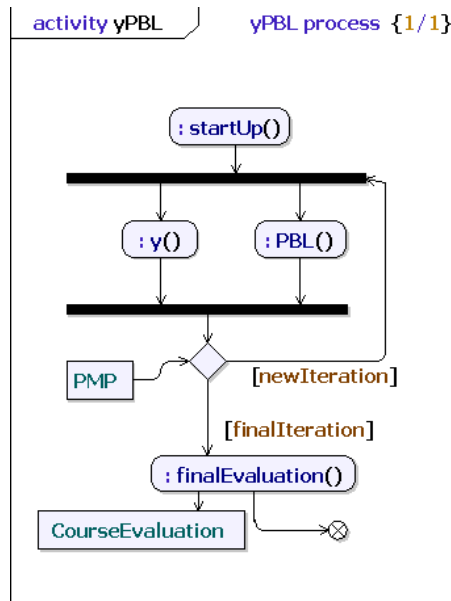 activity yPBL
yPBL process {1/1}
: startUp()
: y()
: PBL()
PMP
[newIteration]
[finalIteration]
: finalEvaluation()
CourseEvaluation